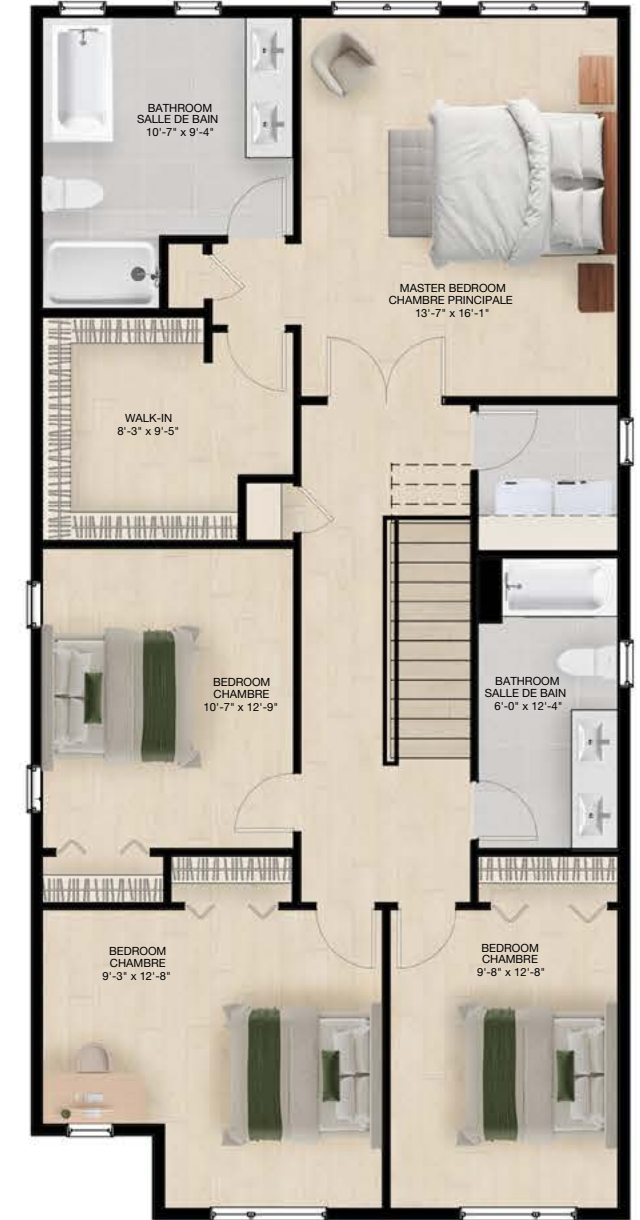 BATHROOM
SALLE DE BAIN
10'-7" x 9'-4"
MASTER BEDROOM
CHAMBRE PRINCIPALE
13'-7" x 16'-1"
WALK-IN
8'-3" x 9'-5"
BEDROOM
CHAMBRE
10'-7" x 12'-9"
BATHROOM
SALLE DE BAIN
6'-0" x 12'-4"
BEDROOM
CHAMBRE
9'-3" x 12'-8"
BEDROOM
CHAMBRE
9'-8" x 12'-8"